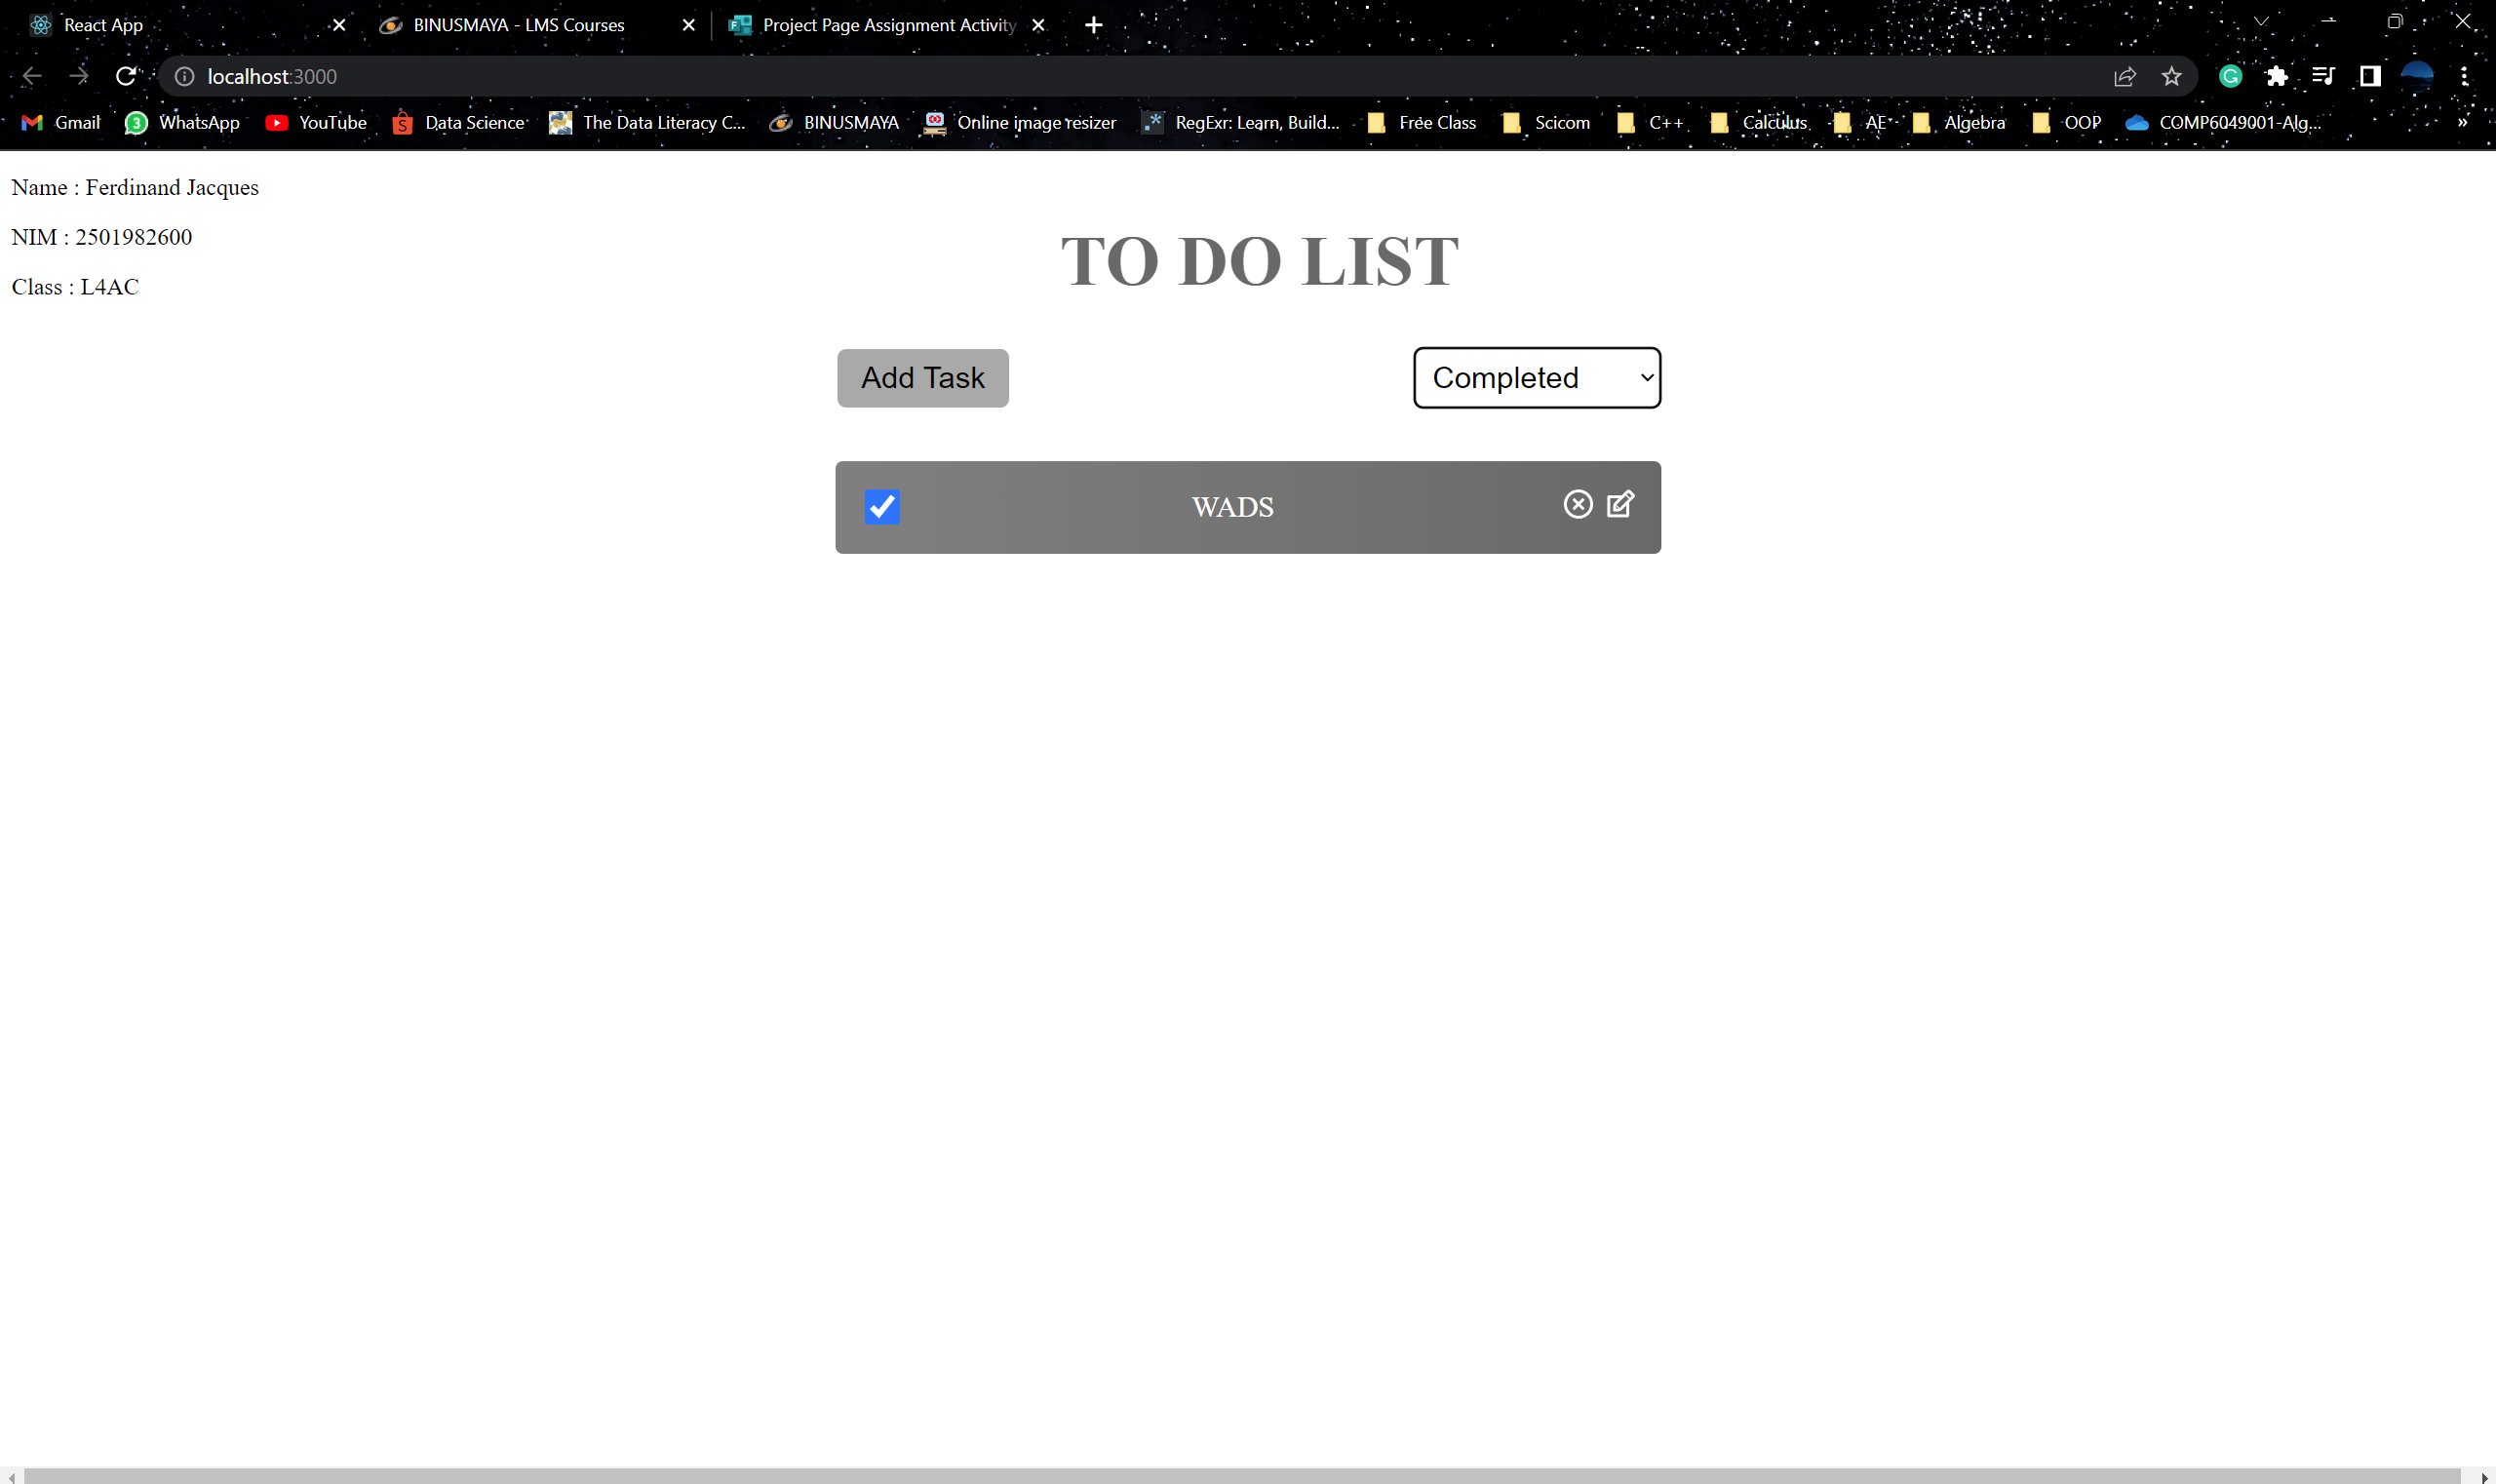 React App
BINUSMAYA - LMS Courses
Project Page Assignment Activity
localhost:3000
Gmail
3
WhatsApp
YouTube
Data Science
The Data Literacy C...
BINUSMAYA
Online image resizer
RegExr: Learn, Build...
Free Class
Scicom
C++
Calculus
AE
Algebra
OOP
COMP6049001-Alg...
»
Name : Ferdinand Jacques
NIM : 2501982600
Class : L4AC
TO DO LIST
Add Task
Completed
WADS